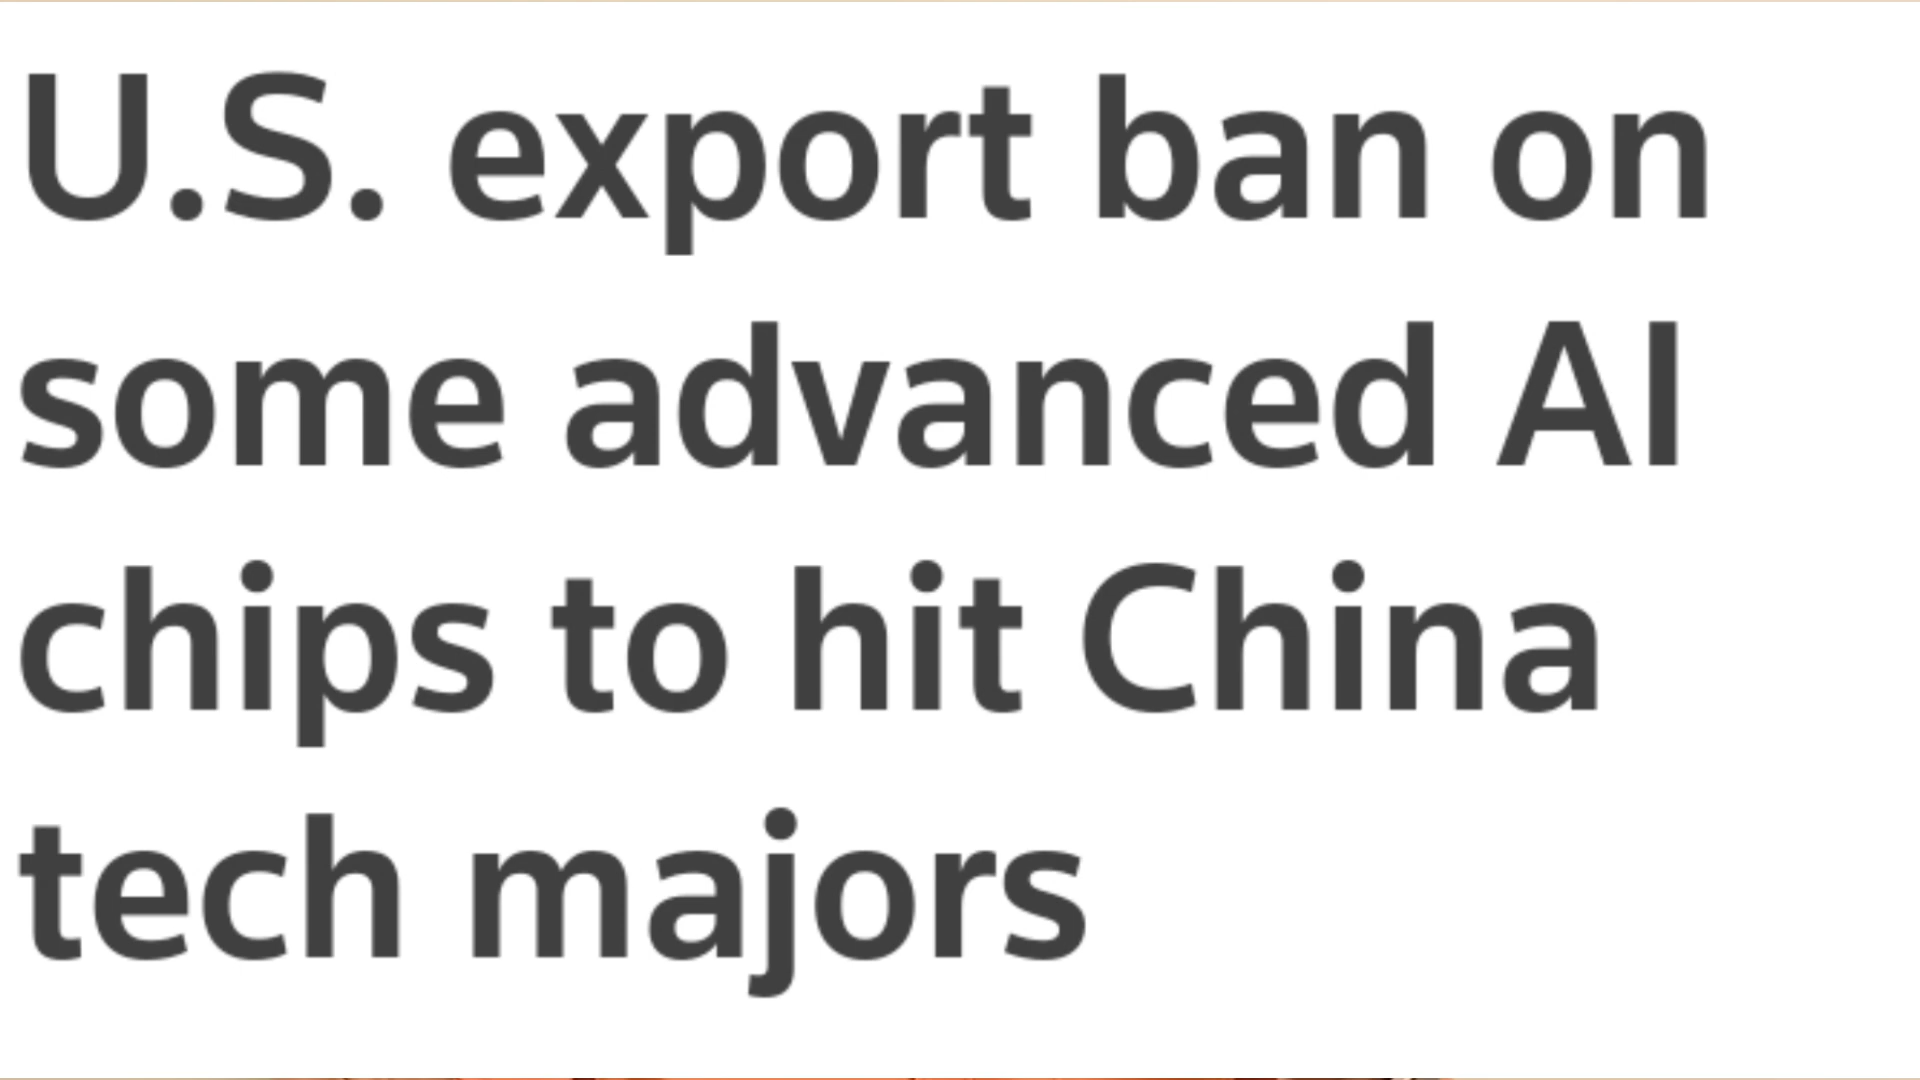 U.S. export ban on
some advanced AI
chips to hit China
tech majors